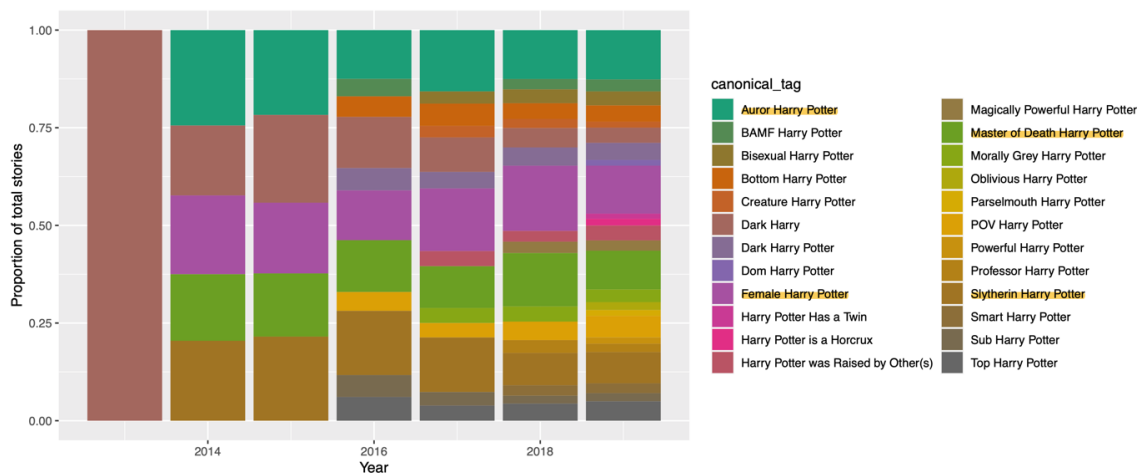 1.00
0.75
0.50
0.25
0.00
Proportion of total stories
2014
2016
2018
Year
canonical_tag
Auror Harry Potter
BAMF Harry Potter
Bisexual Harry Potter
Bottom Harry Potter
Creature Harry Potter
Dark Harry
Dark Harry Potter
Dom Harry Potter
Female Harry Potter
Harry Potter Has a Twin
Harry Potter is a Horcrux
Harry Potter was Raised by Other(s)
Magically Powerful Harry Potter
Master of Death Harry Potter
Morally Grey Harry Potter
Oblivious Harry Potter
Parselmouth Harry Potter
POV Harry Potter
Powerful Harry Potter
Professor Harry Potter
Slytherin Harry Potter
Smart Harry Potter
Sub Harry Potter
Top Harry Potter